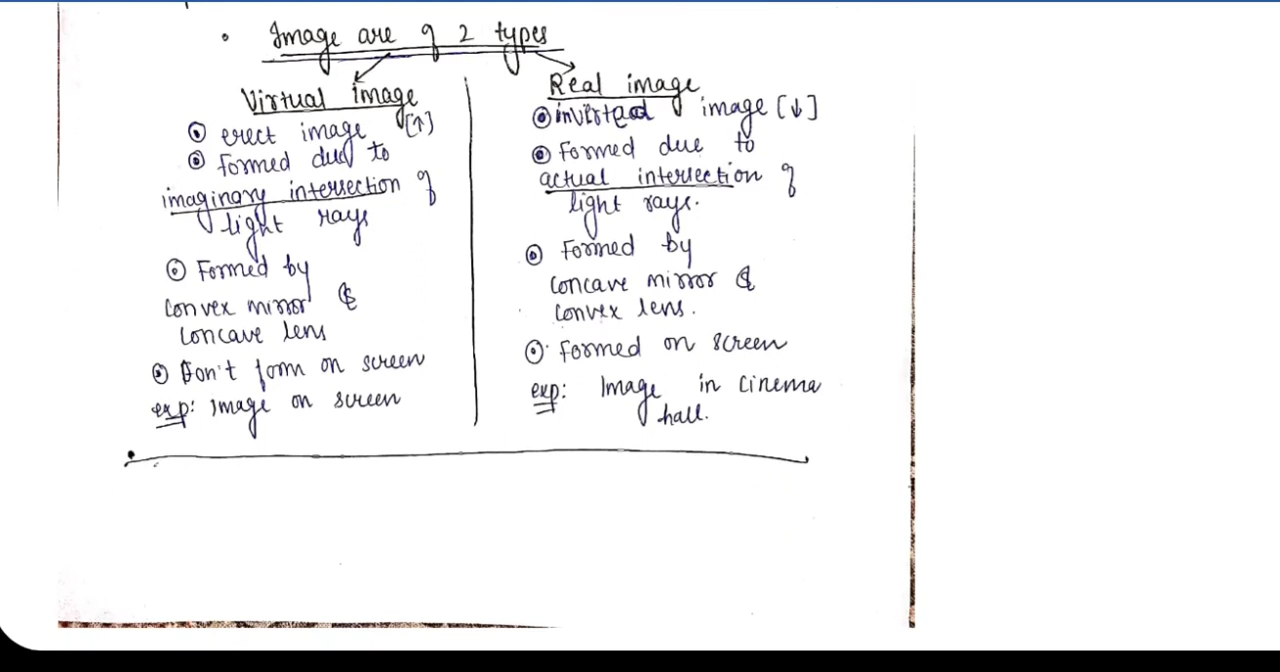 • Image are of 2 types
Virtual Image
⊙ erect image [↑]
⊙ formed due to
imaginary intersection of
light rays
⊙ Formed by
convex mirror &
concave lens
⊙ Don't form on screen
exp: Image on screen
Real image
⊙ inverted image [↓]
⊙ Formed due to
actual intersection of
light rays.
⊙ Formed by
concave mirror &
convex lens.
⊙ Formed on screen
exp: Image in cinema
hall.